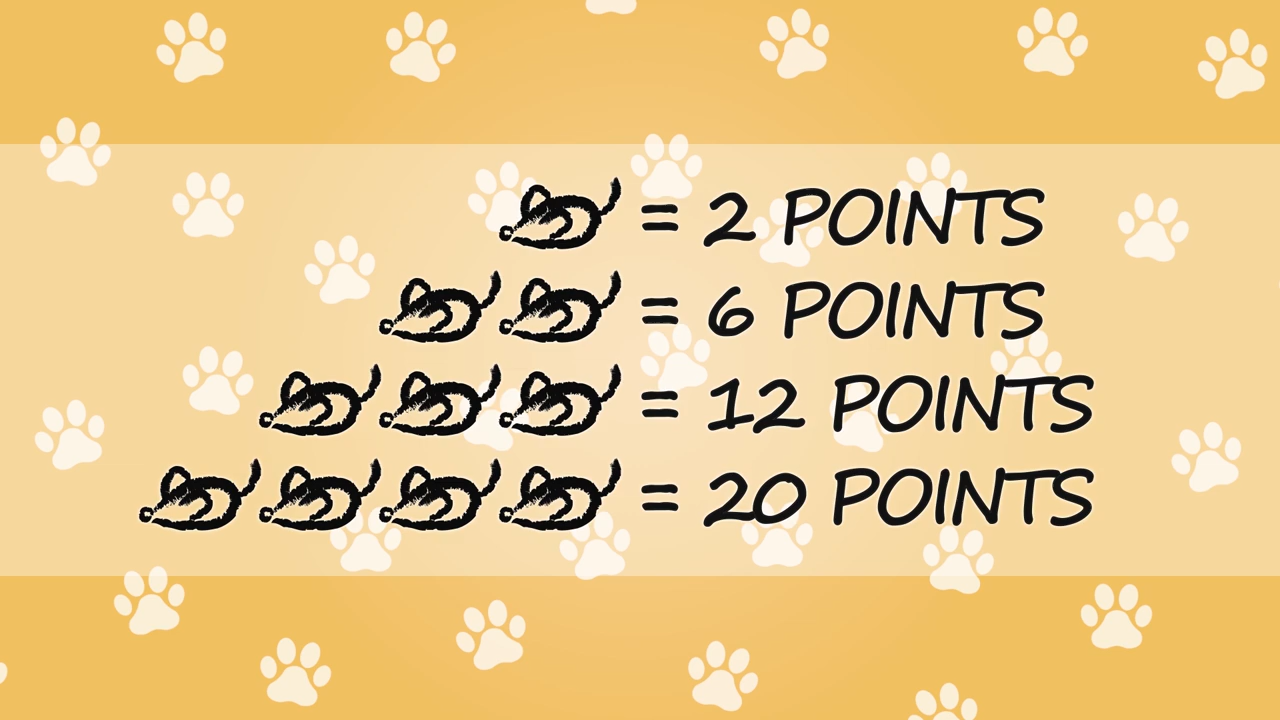 = 2 POINTS
= 6 POINTS
= 12 POINTS
= 20 POINTS